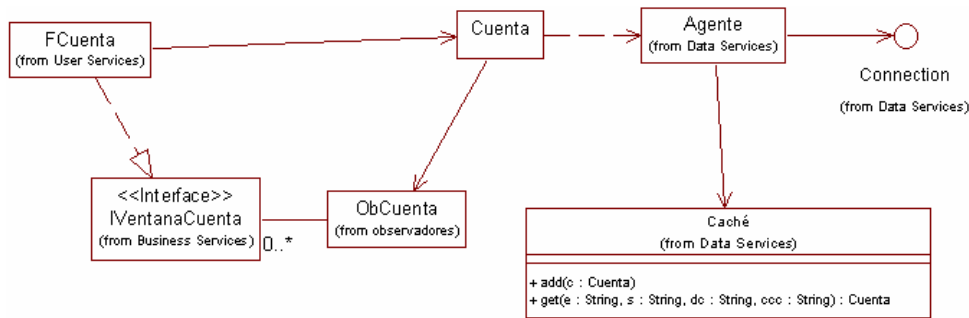 FCuenta
(from User Services)
Cuenta
Agente
(from Data Services)
Connection
(from Data Services)
<<Interface>>
IVentanaCuenta
(from Business Services)
0..*
ObCuenta
(from observadores)
Caché
(from Data Services)
+ add(c : Cuenta)
+ get(e : String, s : String, dc : String, ccc : String) : Cuenta